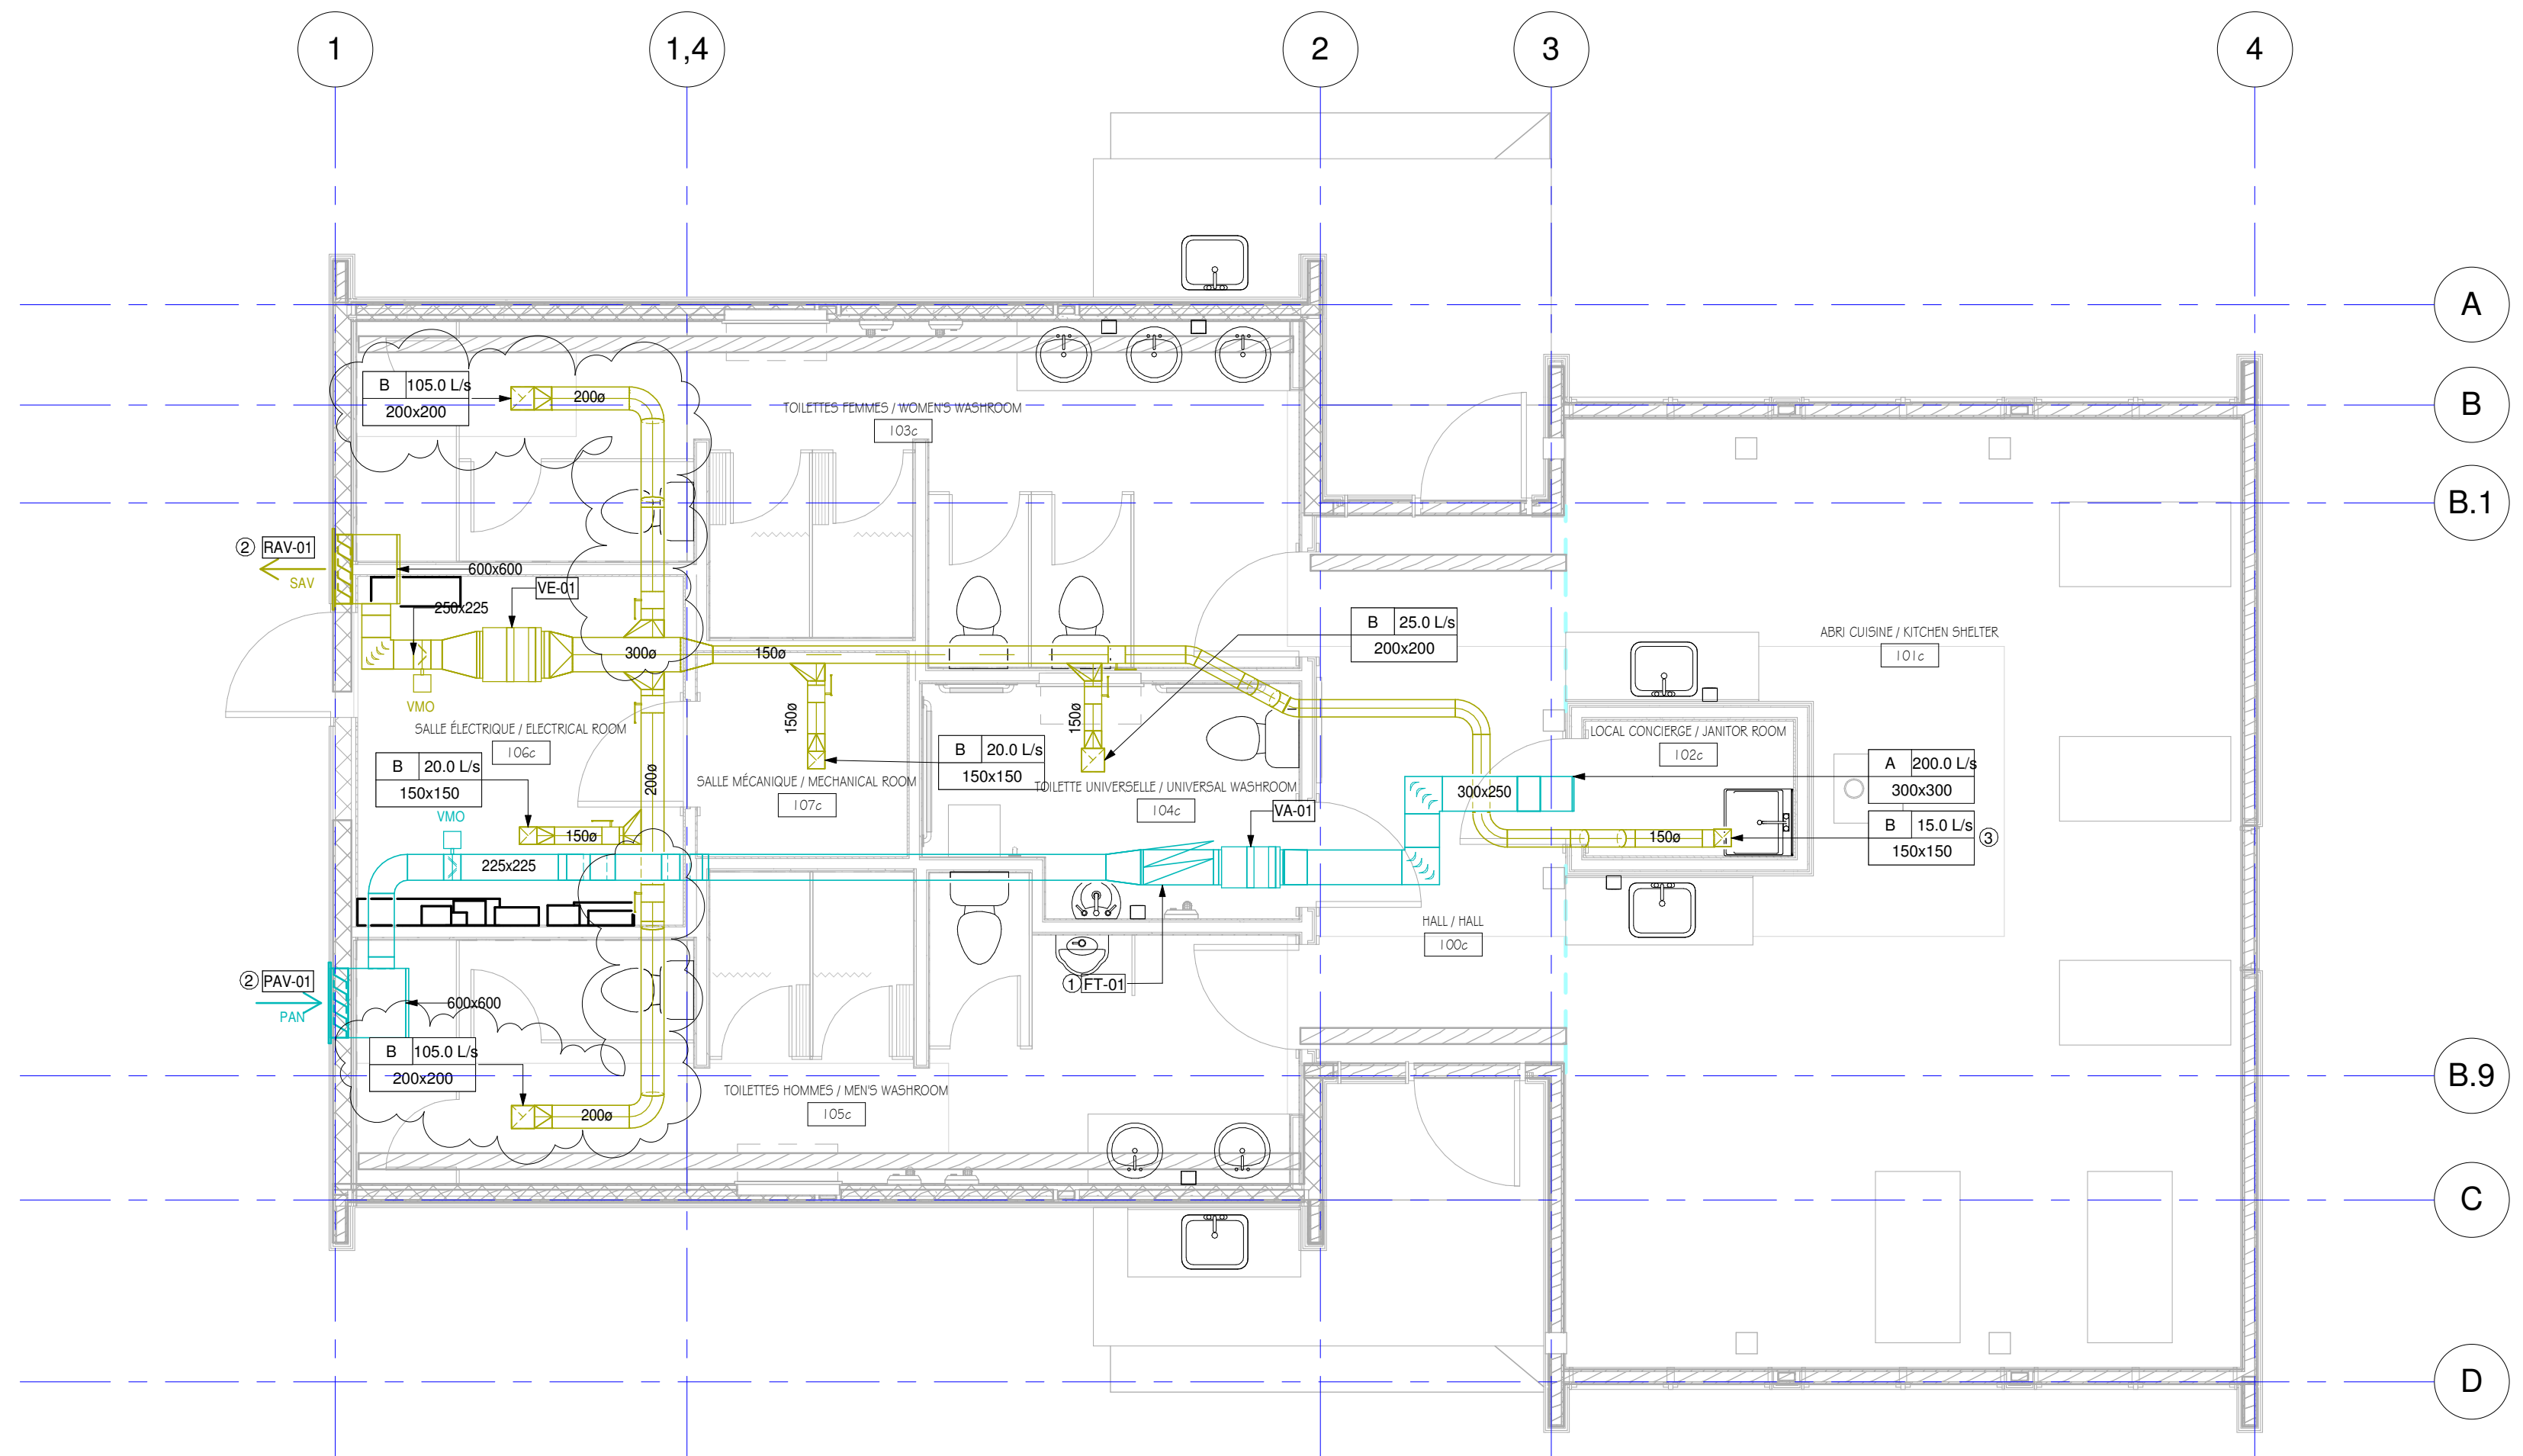 1
1,4
2
3
4
A
B
B.1
B.9
C
D
B 105.0 L/s
200x200
200ø
TOILETTES FEMMES / WOMEN'S WASHROOM
103c
② RAV-01
SAV
600x600
250x225
VE-01
VMO
300ø
150ø
B 25.0 L/s
200x200
ABRI CUISINE / KITCHEN SHELTER
101c
SALLE ÉLECTRIQUE / ELECTRICAL ROOM
106c
200ø
150ø
150ø
B 20.0 L/s
150x150
B 20.0 L/s
150x150
LOCAL CONCIERGE / JANITOR ROOM
102c
SALLE MÉCANIQUE / MECHANICAL ROOM
107c
TOILETTE UNIVERSELLE / UNIVERSAL WASHROOM
104c
A 200.0 L/s
300x300
300x250
VMO
150ø
VA-01
B 15.0 L/s
150x150
③
150ø
225x225
HALL / HALL
100c
① FT-01
② PAV-01
PAN
600x600
B 105.0 L/s
200x200
200ø
TOILETTES HOMMES / MEN'S WASHROOM
105c